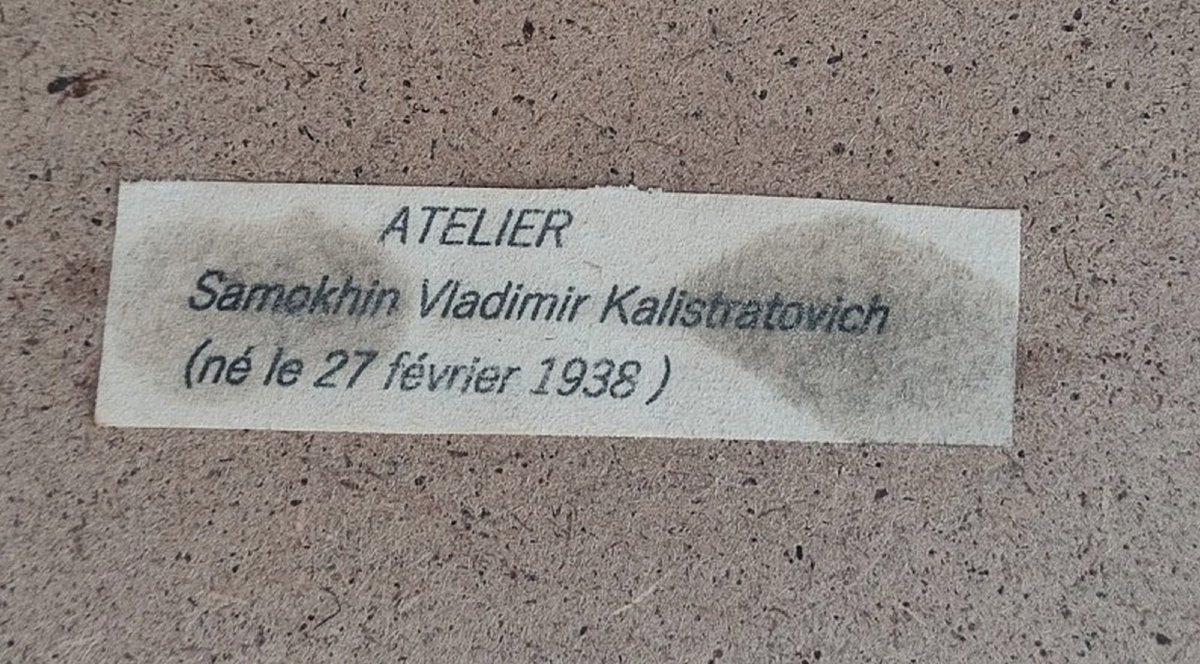 ATELIER
Samokhin Vladimir Kalistratovich
(né le 27 février 1938 )